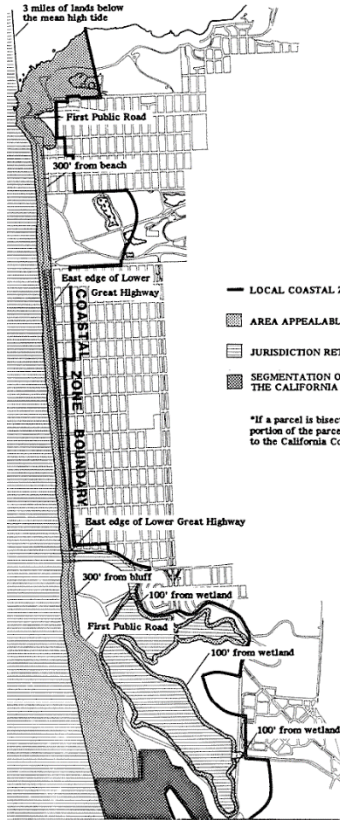 3 miles of lands below
the mean high tide
First Public Road
300' from beach
East edge of Lower
Great Highway
COASTAL ZONE BOUNDARY
LOCAL COASTAL
AREA APPEALABL
JURISDICTION RET
SEGMENTATION O
THE CALIFORNIA
*If a parcel is bisec
portion of the parce
to the California Co
East edge of Lower Great Highway
300' from bluff
100' from wetland
First Public Road
100' from wetland
100' from wetland